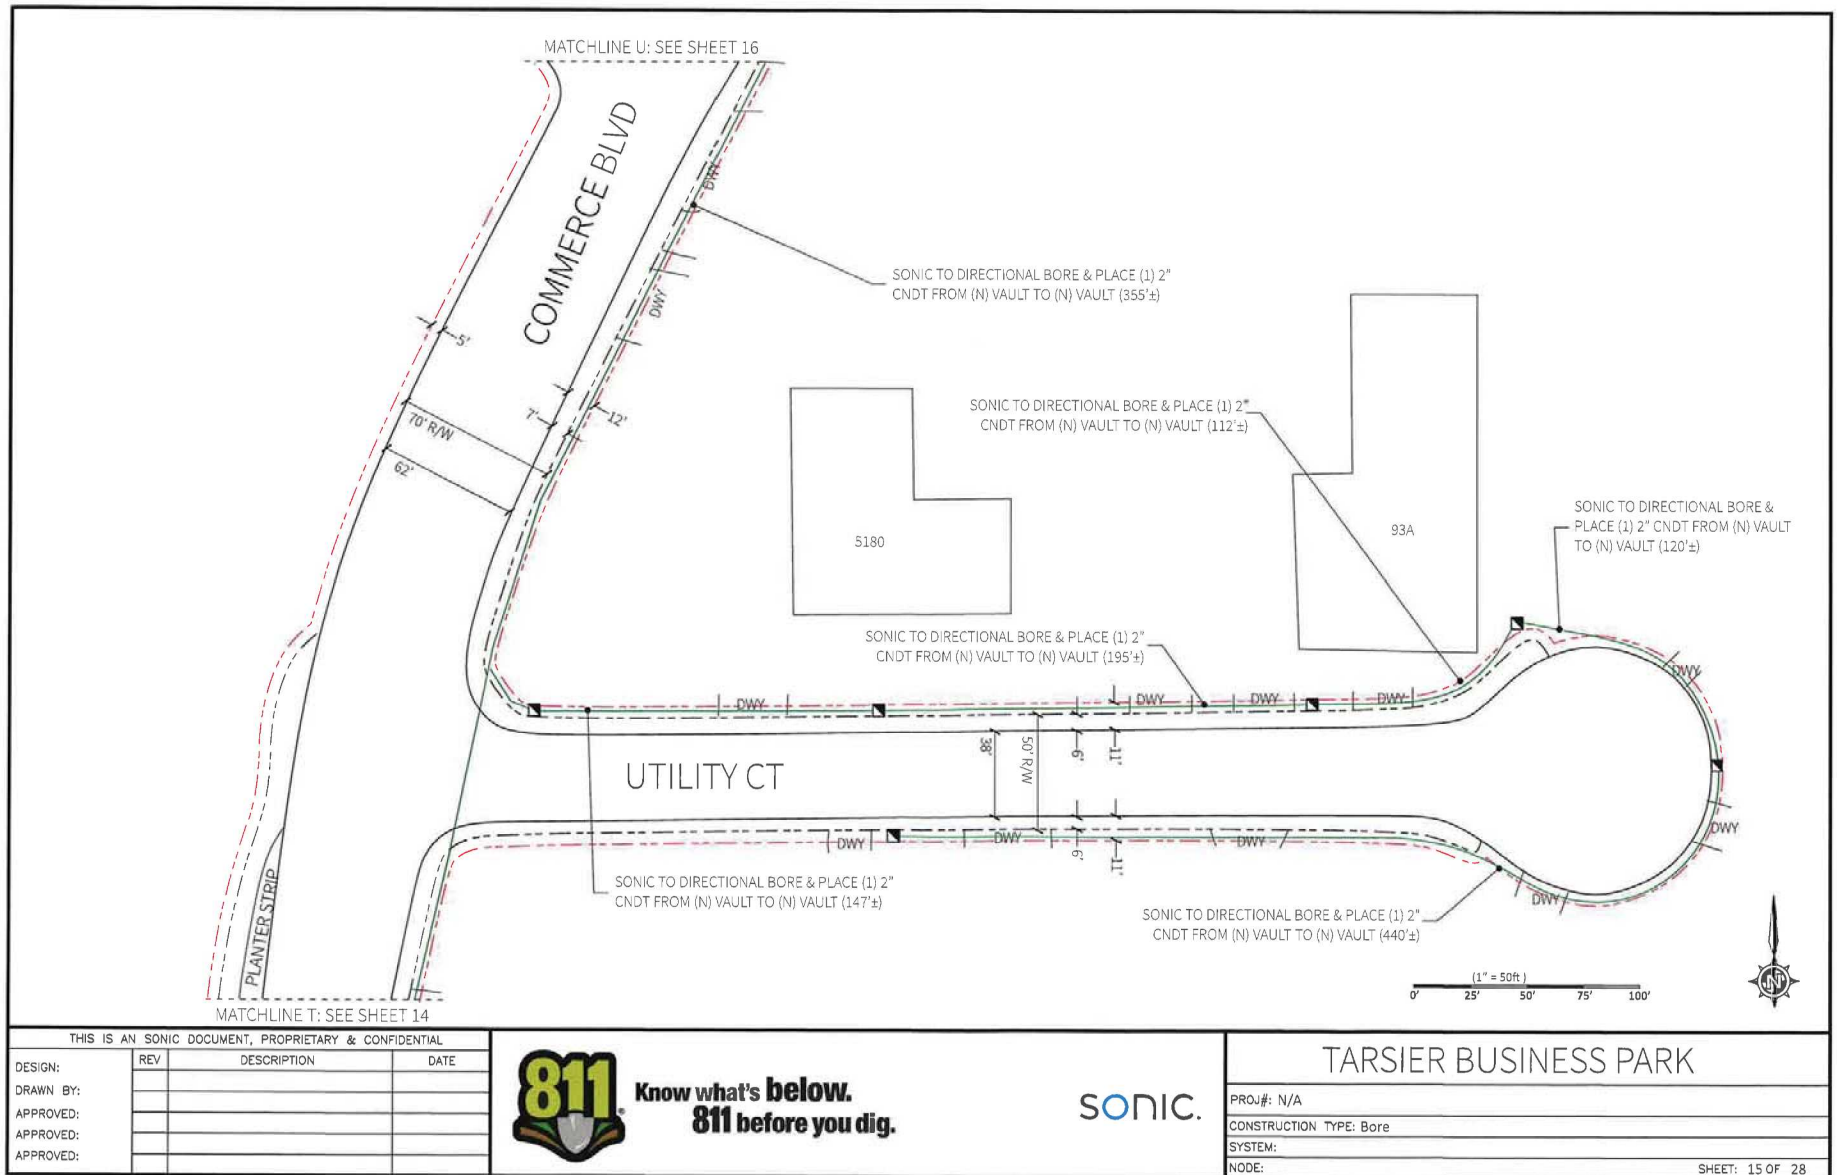 MATCHLINE U: SEE SHEET 16
COMMERCE BLVD
DWY
DWY
SONIC TO DIRECTIONAL BORE & PLACE (1) 2"
CNDT FROM (N) VAULT TO (N) VAULT (355'±)
5'
7'
12'
70' R/W
62'
SONIC TO DIRECTIONAL BORE & PLACE (1) 2"
CNDT FROM (N) VAULT TO (N) VAULT (112'±)
5180
93A
SONIC TO DIRECTIONAL BORE &
PLACE (1) 2" CNDT FROM (N) VAULT
TO (N) VAULT (120'±)
SONIC TO DIRECTIONAL BORE & PLACE (1) 2"
CNDT FROM (N) VAULT TO (N) VAULT (195'±)
DWY
DWY
DWY
DWY
DWY
38'
50' R/W
6'
11'
UTILITY CT
DWY
DWY
DWY
DWY
DWY
6'
11'
PLANTER STRIP
SONIC TO DIRECTIONAL BORE & PLACE (1) 2"
CNDT FROM (N) VAULT TO (N) VAULT (147'±)
SONIC TO DIRECTIONAL BORE & PLACE (1) 2"
CNDT FROM (N) VAULT TO (N) VAULT (440'±)
(1" = 50ft )
0' 25' 50' 75' 100'
N
MATCHLINE T: SEE SHEET 14
THIS IS AN SONIC DOCUMENT, PROPRIETARY & CONFIDENTIAL
DESIGN:
DRAWN BY:
APPROVED:
APPROVED:
APPROVED:
REV DESCRIPTION DATE
811®
Know what's below.
811 before you dig.
sonic.
TARSIER BUSINESS PARK
PROJ#: N/A
CONSTRUCTION TYPE: Bore
SYSTEM:
NODE:
SHEET: 15 OF 28